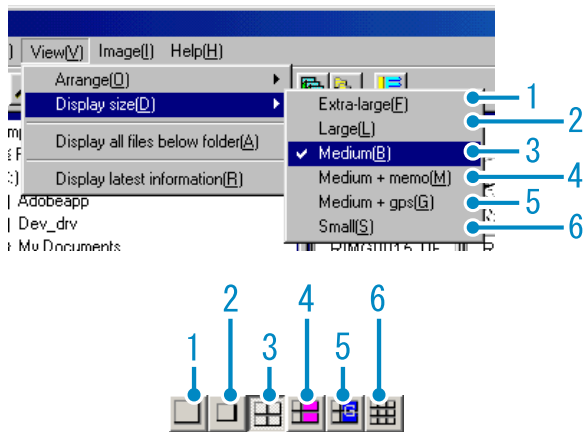 ) View(V) Image(I) Help(H)
Arrange(O)
Display size(D)
Extra-large(F) 1
Large(L) 2
Display all files below folder(A)
✓ Medium(B) 3
Display latest information(R)
Medium + memo(M) 4
Adobeapp
Medium + gps(G) 5
Dev_drv
Small(S) 6
My Documents
1 2 3 4 5 6
G